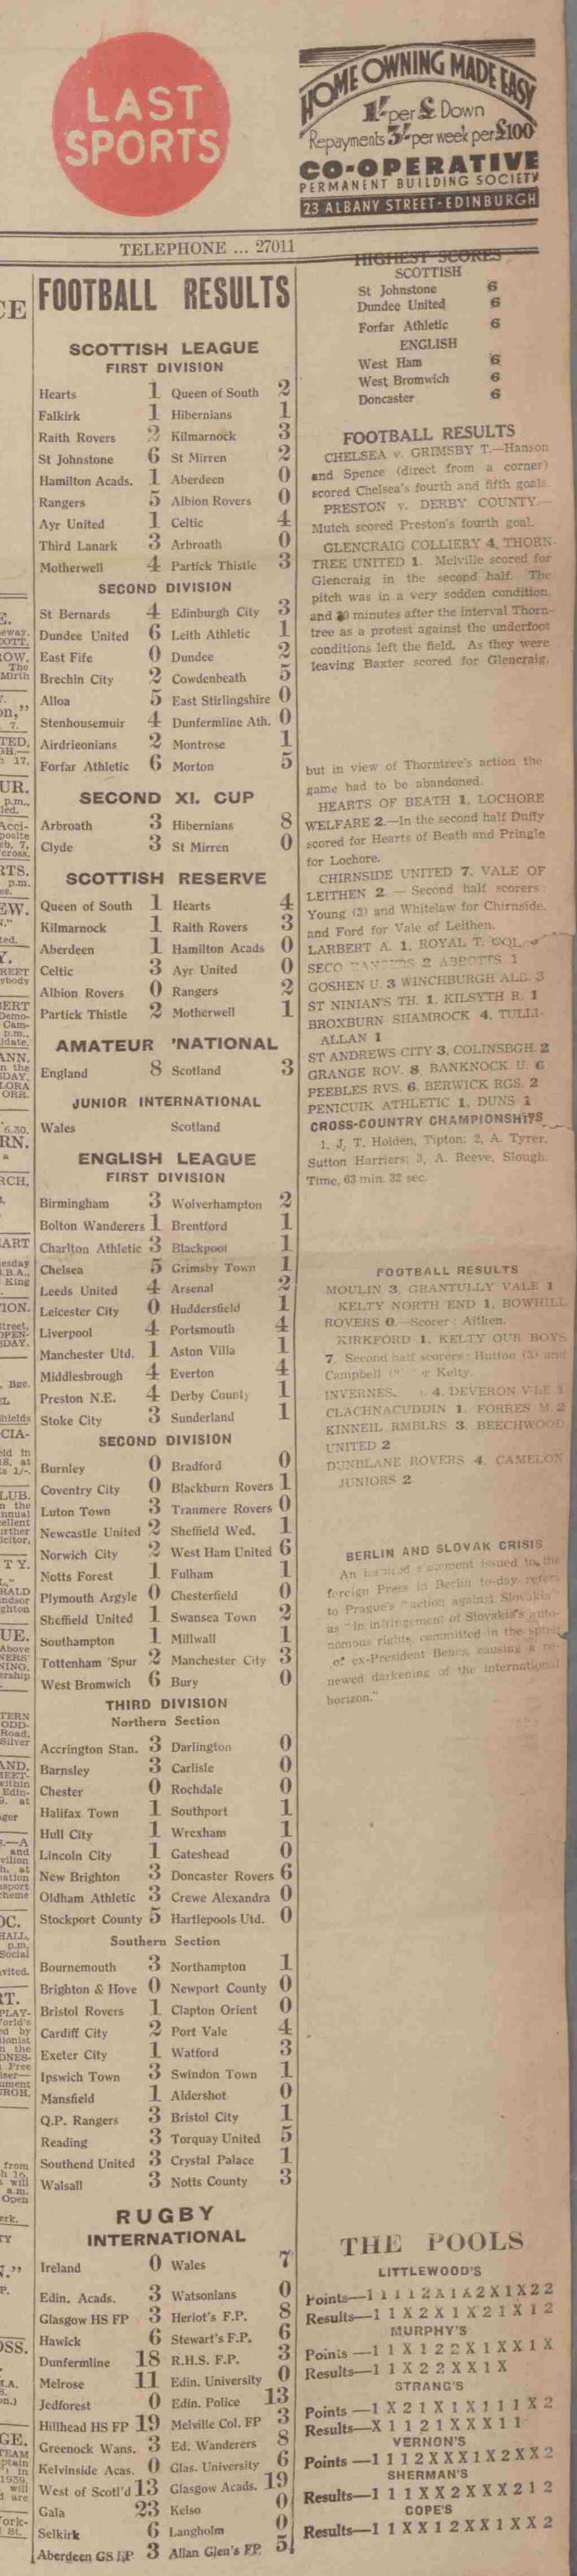 LAST
SPORTS
HOME OWNING MADE EASY
1/- per £ Down
Repayments 3/- per week per £100
CO-OPERATIVE
PERMANENT BUILDING SOCIETY
23 ALBANY STREET-EDINBURGH
TELEPHONE ... 27011
FOOTBALL RESULTS
SCOTTISH LEAGUE
FIRST DIVISION
Hearts 1 Queen of South 2
Falkirk 1 Hibernians 1
Raith Rovers 2 Kilmarnock 3
St Johnstone 6 St Mirren 2
Hamilton Acads. 1 Aberdeen 0
Rangers 5 Albion Rovers 0
Ayr United 1 Celtic 4
Third Lanark 3 Arbroath 0
Motherwell 4 Partick Thistle 3
SECOND DIVISION
St Bernards 4 Edinburgh City 3
Dundee United 6 Leith Athletic 1
East Fife 0 Dundee 2
Brechin City 2 Cowdenbeath 5
Alloa 5 East Stirlingshire 0
Stenhousemuir 4 Dunfermline Ath. 0
Airdrieonians 2 Montrose 1
Forfar Athletic 6 Morton 5
SECOND XI. CUP
Arbroath 3 Hibernians 8
Clyde 3 St Mirren 0
SCOTTISH RESERVE
Queen of South 1 Hearts 4
Kilmarnock 1 Raith Rovers 3
Aberdeen 1 Hamilton Acads 0
Celtic 3 Ayr United 0
Albion Rovers 0 Rangers 2
Partick Thistle 2 Motherwell 1
AMATEUR 'NATIONAL
England 8 Scotland 3
JUNIOR INTERNATIONAL
Wales Scotland
ENGLISH LEAGUE
FIRST DIVISION
Birmingham 3 Wolverhampton 2
Bolton Wanderers 1 Brentford 1
Charlton Athletic 3 Blackpool 1
Chelsea 5 Grimsby Town 1
Leeds United 4 Arsenal 2
Leicester City 0 Huddersfield 1
Liverpool 4 Portsmouth 4
Manchester Utd. 1 Aston Villa 1
Middlesbrough 4 Everton 4
Preston N.E. 4 Derby County 1
Stoke City 3 Sunderland 1
SECOND DIVISION
Burnley 0 Bradford 0
Coventry City 0 Blackburn Rovers 1
Luton Town 3 Tranmere Rovers 0
Newcastle United 2 Sheffield Wed. 1
Norwich City 2 West Ham United 6
Notts Forest 1 Fulham 1
Plymouth Argyle 0 Chesterfield 0
Sheffield United 1 Swansea Town 2
Southampton 1 Millwall 1
Tottenham 'Spur 2 Manchester City 3
West Bromwich 6 Bury 0
THIRD DIVISION
Northern Section
Accrington Stan. 3 Darlington 0
Barnsley 3 Carlisle 0
Chester 0 Rochdale 0
Halifax Town 1 Southport 1
Hull City 1 Wrexham 1
Lincoln City 1 Gateshead 0
New Brighton 3 Doncaster Rovers 6
Oldham Athletic 3 Crewe Alexandra 0
Stockport County 5 Hartlepools Utd. 0
Southern Section
Bournemouth 3 Northampton 1
Brighton & Hove 0 Newport County 0
Bristol Rovers 1 Clapton Orient 0
Cardiff City 2 Port Vale 4
Exeter City 1 Watford 3
Ipswich Town 3 Swindon Town 1
Mansfield 1 Aldershot 0
Q.P. Rangers 3 Bristol City 1
Reading 3 Torquay United 5
Southend United 3 Crystal Palace 1
Walsall 3 Notts County 3
RUGBY
INTERNATIONAL
Ireland 0 Wales 7
Edin. Acads. 3 Watsonians 0
Glasgow HS FP 3 Heriot's F.P. 8
Hawick 6 Stewart's F.P. 6
Dunfermline 18 R.H.S. F.P. 3
Melrose 11 Edin. University 0
Jedforest 0 Edin. Police 13
Hillhead HS FP 19 Melville Col. FP 3
Greenock Wans. 3 Ed. Wanderers 8
Kelvinside Acas. 0 Glas. University 6
West of Scotl'd 13 Glasgow Acads. 19
Gala 23 Kelso 0
Selkirk 6 Langholm 0
Aberdeen GS FP 3 Allan Glen's FP. 5
HIGHEST SCORES
SCOTTISH
St Johnstone 6
Dundee United 6
Forfar Athletic 6
ENGLISH
West Ham 6
West Bromwich 6
Doncaster 6
FOOTBALL RESULTS
CHELSEA v. GRIMSBY T.—Hanson
and Spence (direct from a corner)
scored Chelsea's fourth and fifth goals.
PRESTON v. DERBY COUNTY.—
Mutch scored Preston's fourth goal.
GLENCRAIG COLLIERY 4, THORN-
TREE UNITED 1. Melville scored for
Glencraig in the second half. The
pitch was in a very sodden condition,
and 20 minutes after the interval Thorn-
tree as a protest against the underfoot
conditions left the field. As they were
leaving Baxter scored for Glencraig,
but in view of Thorntree's action the
game had to be abandoned.
HEARTS OF BEATH 1, LOCHORE
WELFARE 2.—In the second half Duffy
scored for Hearts of Beath and Pringle
for Lochore.
CHIRNSIDE UNITED 7, VALE OF
LEITHEN 2 — Second half scorers:
Young (3) and Whitelaw for Chirnside,
and Ford for Vale of Leithen.
LARBERT A. 1, ROYAL T. COL.
SECO 2 ABBOTTS 1
GOSHEN U. 3 WINCHBURGH ALB. 3
ST NINIAN'S TH. 1, KILSYTH R. 1
BROXBURN SHAMROCK 4, TULLI-
ALLAN 1
ST ANDREWS CITY 3, COLINSBGH. 2
GRANGE ROV. 8, BANKNOCK U. 6
PEEBLES RVS. 6, BERWICK RGS. 2
PENICUIK ATHLETIC 1, DUNS 1
CROSS-COUNTRY CHAMPIONSHIPS
1, J. T. Holden, Tipton; 2, A. Tyrer,
Sutton Harriers; 3, A. Reeve, Slough.
Time, 63 min. 32 sec.
FOOTBALL RESULTS
MOULIN 3, GRANTULLY VALE 1
KELTY NORTH END 1, BOWHILL
ROVERS 0.—Scorer: Aitken.
KIRKFORD 1, KELTY OUR BOYS
7. Second half scorers: Hutton (3) and
Campbell Kelty.
INVERNES. 4, DEVERON VLE 1
CLACHNACUDDIN 1, FORRES M. 2
KINNEIL RMBLRS 3, BEECHWOOD
UNITED 2
DUNBLANE ROVERS 4, CAMELON
JUNIORS 2
BERLIN AND SLOVAK CRISIS
An inspired statement issued to the
foreign Press in Berlin to-day refers
to Prague's "action against Slovakia"
as "in infringement of Slovakia's auto-
nomous rights, committed in the spirit
of ex-President Benes, causing a re-
newed darkening of the international
horizon."
THE POOLS
LITTLEWOOD'S
Points—1 1 1 1 2 X 1 X 2 X 1 X 2 2
Results—1 1 X 2 X 1 X 2 1 X 1 2
MURPHY'S
Points —1 1 X 1 2 2 X 1 X X 1 X
Results—1 1 X 2 2 X X 1 X
STRANG'S
Points —1 X 2 1 X 1 X 1 1 1 X 2
Results—X 1 1 2 1 X X X 1 1
VERNON'S
Points —1 1 1 2 X X X 1 X 2 X X 2
SHERMAN'S
Results—1 1 1 X X 2 X X X 2 1 2
COPE'S
Results—1 1 X X 1 2 X X 1 X X 2